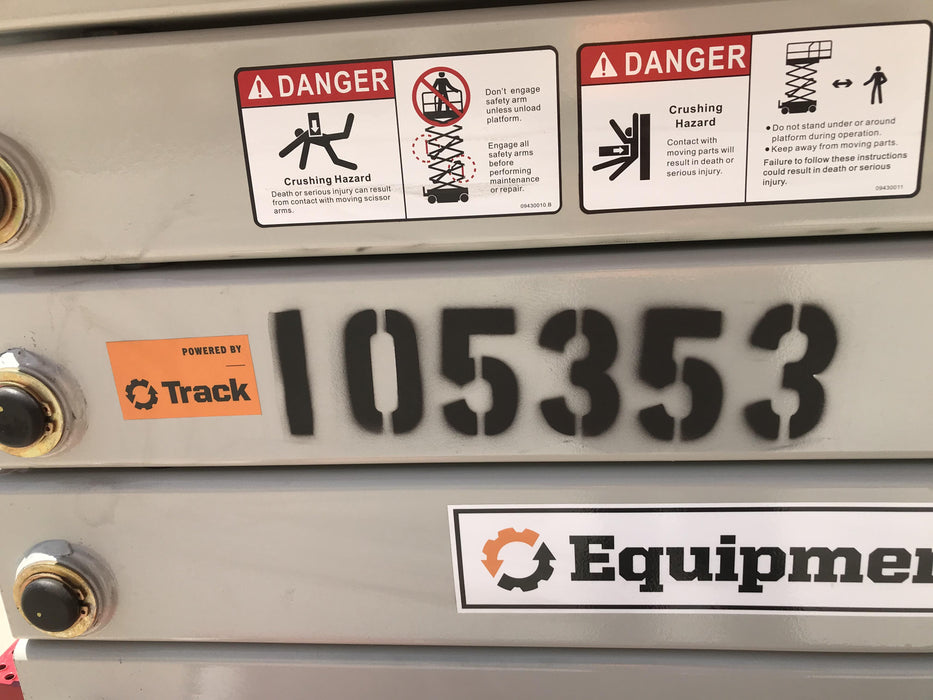 DANGER
Crushing Hazard
Death or serious injury can result
from contact with moving scissor
arms.
Don't engage
safety arm
unless unload
platform.
Engage all
safety arms
before
performing
maintenance
or repair.
09430010.B
DANGER
Crushing
Hazard
Contact with
moving parts will
result in death or
serious injury.
● Do not stand under or around
platform during operation.
● Keep away from moving parts.
Failure to follow these instructions
could result in death or serious
injury.
09430011
POWERED BY
Track
105353
Equipme